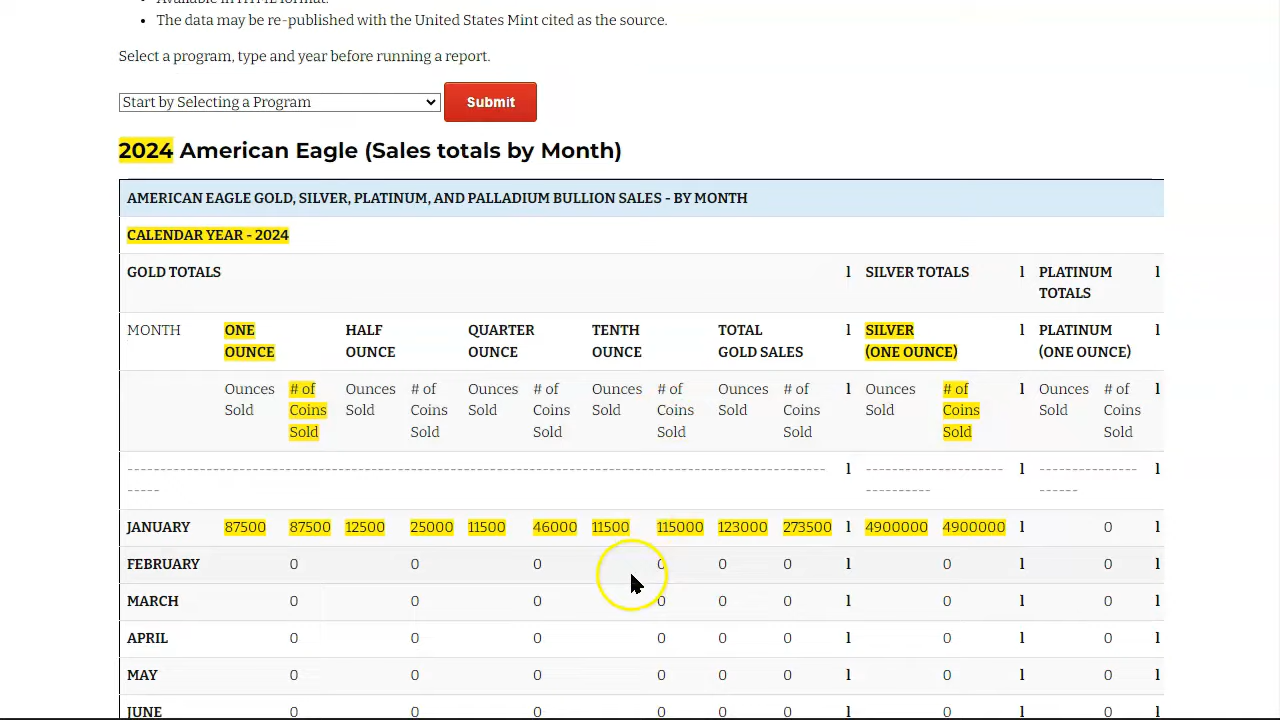 Available in HTML format.
The data may be re-published with the United States Mint cited as the source.
Select a program, type and year before running a report.
Start by Selecting a Program Submit
2024 American Eagle (Sales totals by Month)
AMERICAN EAGLE GOLD, SILVER, PLATINUM, AND PALLADIUM BULLION SALES - BY MONTH
CALENDAR YEAR - 2024
GOLD TOTALS l SILVER TOTALS l PLATINUM l
TOTALS
MONTH ONE HALF QUARTER TENTH TOTAL l SILVER l PLATINUM l
OUNCE OUNCE OUNCE OUNCE GOLD SALES (ONE OUNCE) (ONE OUNCE)
Ounces # of Ounces # of Ounces # of Ounces # of Ounces # of l Ounces # of l Ounces # of l
Sold Coins Sold Coins Sold Coins Sold Coins Sold Coins Sold Coins Sold Coins
Sold Sold Sold Sold Sold Sold Sold
--------------------------------------------------------------------------------------------- l ---------------------- l --------------- l
----- ---------- ------
JANUARY 87500 87500 12500 25000 11500 46000 11500 115000 123000 273500 l 4900000 4900000 l 0 l
FEBRUARY 0 0 0 0 0 0 l 0 l 0 l
MARCH 0 0 0 0 0 0 l 0 l 0 l
APRIL 0 0 0 0 0 0 l 0 l 0 l
MAY 0 0 0 0 0 0 l 0 l 0 l
JUNE 0 0 0 0 0 0 l 0 l 0 l